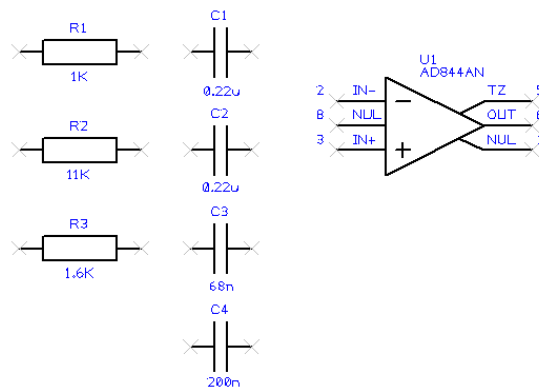 R1
1K
C1
0.22u
U1
AD844AN
2 IN- TZ 5
8 NUL OUT 6
3 IN+ NUL
R2
11K
C2
0.22u
R3
1.6K
C3
68n
C4
200n